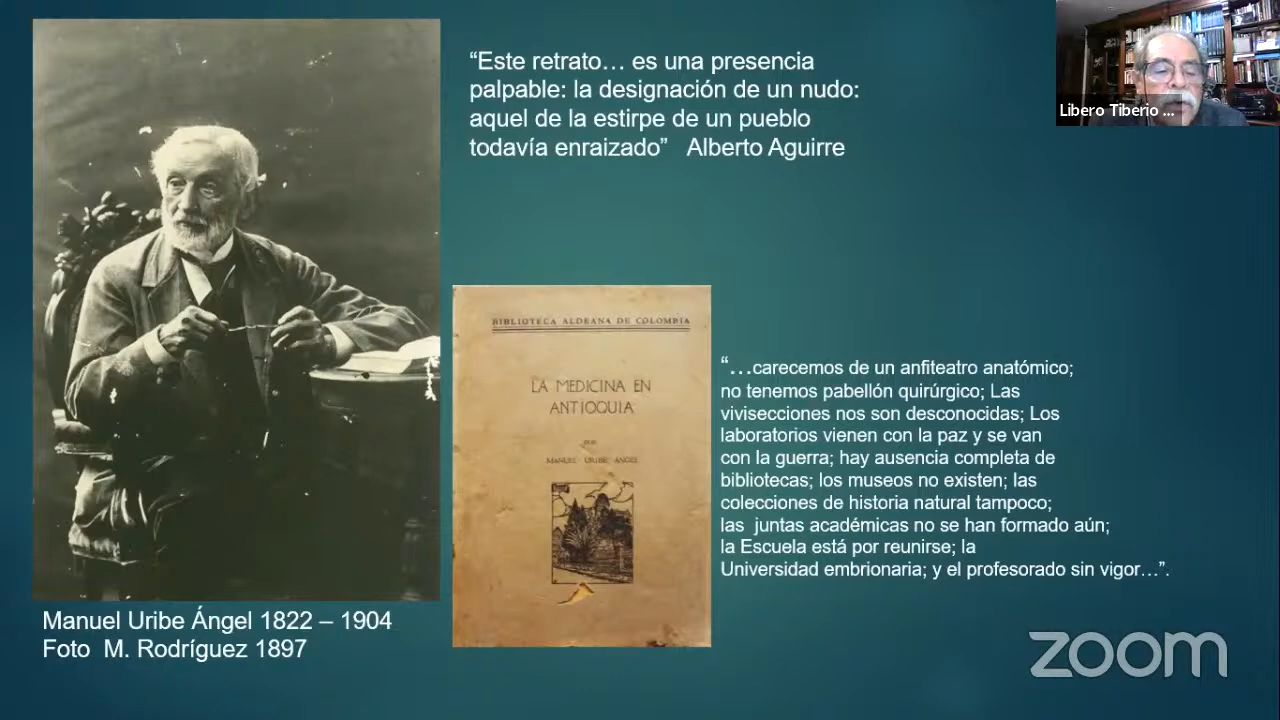 “Este retrato… es una presencia
palpable: la designación de un nudo:
aquel de la estirpe de un pueblo
todavía enraizado” Alberto Aguirre
Libero Tiberio ...
BIBLIOTECA ALDEANA DE COLOMBIA
LA MEDICINA EN
ANTIOQUIA
POR
MANUEL URIBE ANGEL
“…carecemos de un anfiteatro anatómico;
no tenemos pabellón quirúrgico; Las
vivisecciones nos son desconocidas; Los
laboratorios vienen con la paz y se van
con la guerra; hay ausencia completa de
bibliotecas; los museos no existen; las
colecciones de historia natural tampoco;
las juntas académicas no se han formado aún;
la Escuela está por reunirse; la
Universidad embrionaria; y el profesorado sin vigor…”.
Manuel Uribe Ángel 1822 – 1904
Foto M. Rodríguez 1897
zoom